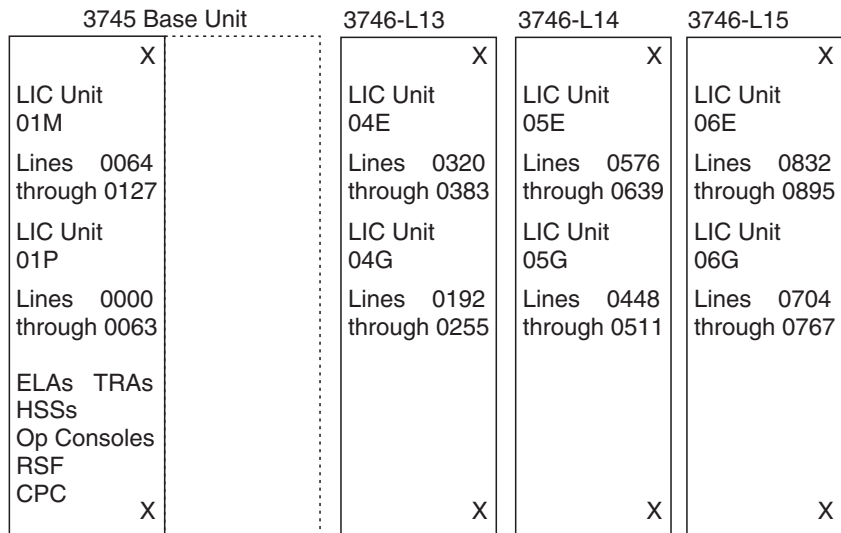 3745 Base Unit
X
LIC Unit
01M
Lines 0064
through 0127
LIC Unit
01P
Lines 0000
through 0063
ELAs TRAs
HSSs
Op Consoles
RSF
CPC
X
3746-L13
X
LIC Unit
04E
Lines 0320
through 0383
LIC Unit
04G
Lines 0192
through 0255
X
3746-L14
X
LIC Unit
05E
Lines 0576
through 0639
LIC Unit
05G
Lines 0448
through 0511
X
3746-L15
X
LIC Unit
06E
Lines 0832
through 0895
LIC Unit
06G
Lines 0704
through 0767
X